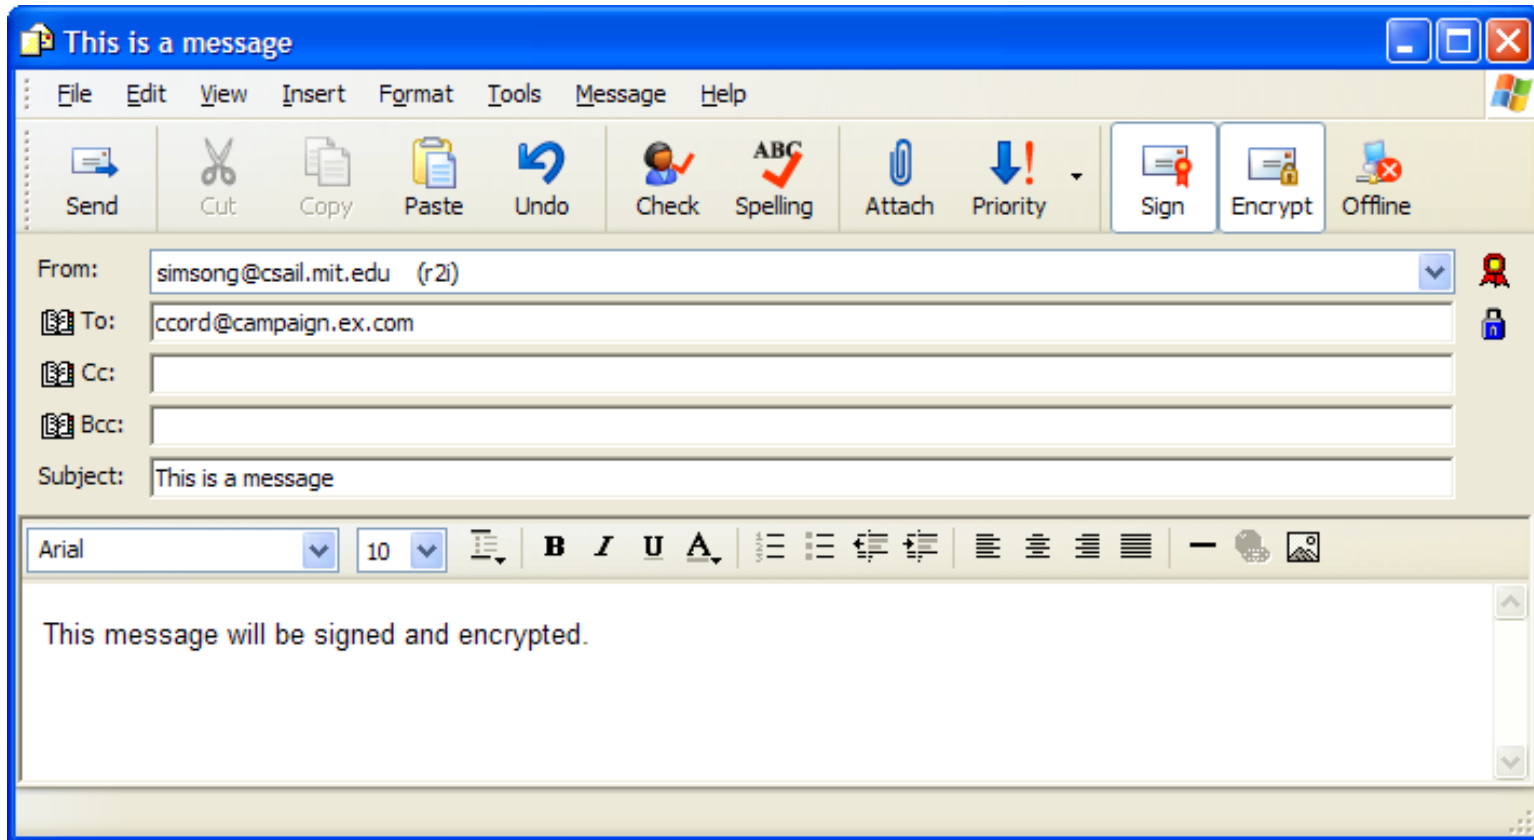 This is a message
File Edit View Insert Format Tools Message Help
ABC
Send Cut Copy Paste Undo Check Spelling Attach Priority Sign Encrypt Offline
From: simsong@csail.mit.edu (r2i)
To: ccord@campaign.ex.com
Cc:
Bcc:
Subject: This is a message
Arial 10 B I U A
This message will be signed and encrypted.